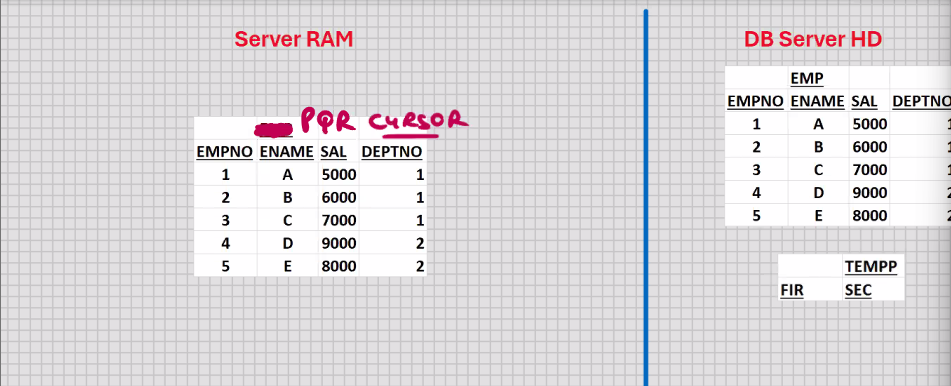 Server RAM
PQR CURSOR
EMPNO ENAME SAL DEPTNO
1 A 5000 1
2 B 6000 1
3 C 7000 1
4 D 9000 2
5 E 8000 2
DB Server HD
EMP
EMPNO ENAME SAL DEPTNO
1 A 5000 1
2 B 6000 1
3 C 7000 1
4 D 9000 2
5 E 8000 2
TEMPP
FIR SEC